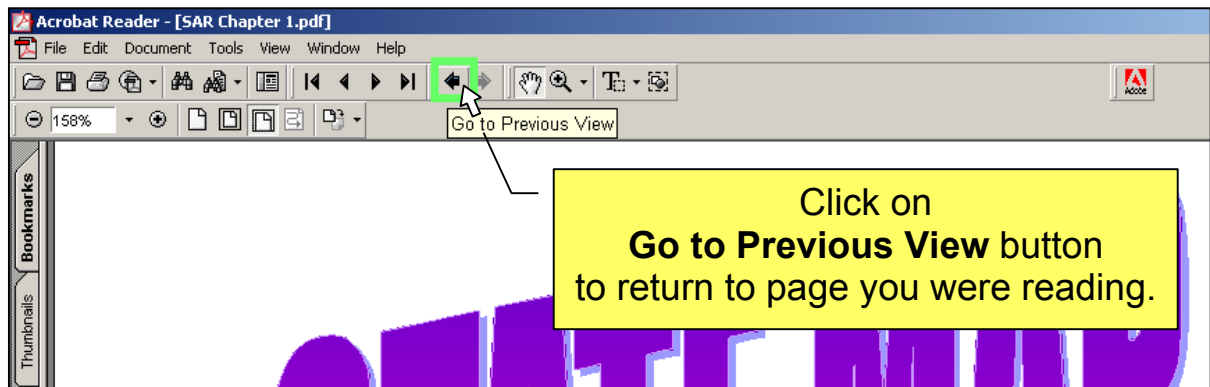 Acrobat Reader - [SAR Chapter 1.pdf]
File Edit Document Tools View Window Help
Adobe
158%
Go to Previous View
Bookmarks
Thumbnails
Click on
Go to Previous View button
to return to page you were reading.